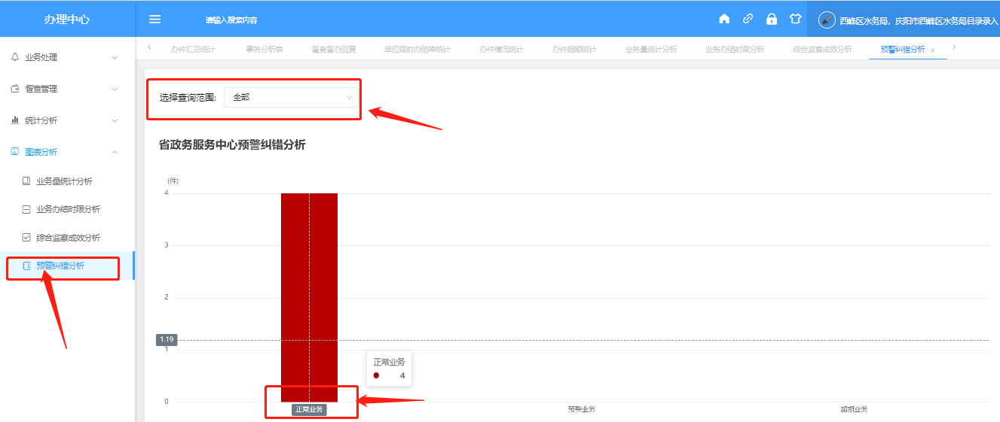 办理中心
请输入搜索内容
西峰区水务局，庆阳市西峰区水务局目录录入
业务处理
督查管理
统计分析
图表分析
业务量统计分析
业务办结时限分析
综合监察成效分析
预警纠错分析
办件汇总统计 事务分析表 督查督办回复 单位限时办结率统计 办件情况统计 办件超期统计 业务量统计分析 业务办结时限分析 综合监察成效分析 预警纠错分析 ×
选择查询范围: 全部
省政务服务中心预警纠错分析
(件)
4
3
2
1.19
1
0
正常业务
4
正常业务 预警业务 超期业务